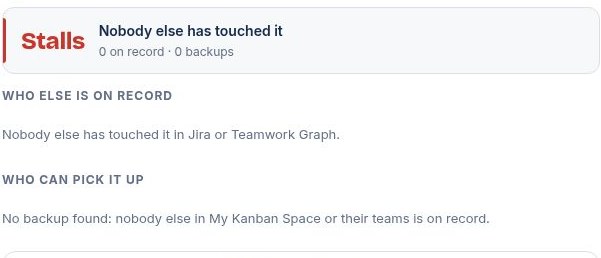 Stalls
Nobody else has touched it
0 on record · 0 backups
WHO ELSE IS ON RECORD
Nobody else has touched it in Jira or Teamwork Graph.
WHO CAN PICK IT UP
No backup found: nobody else in My Kanban Space or their teams is on record.